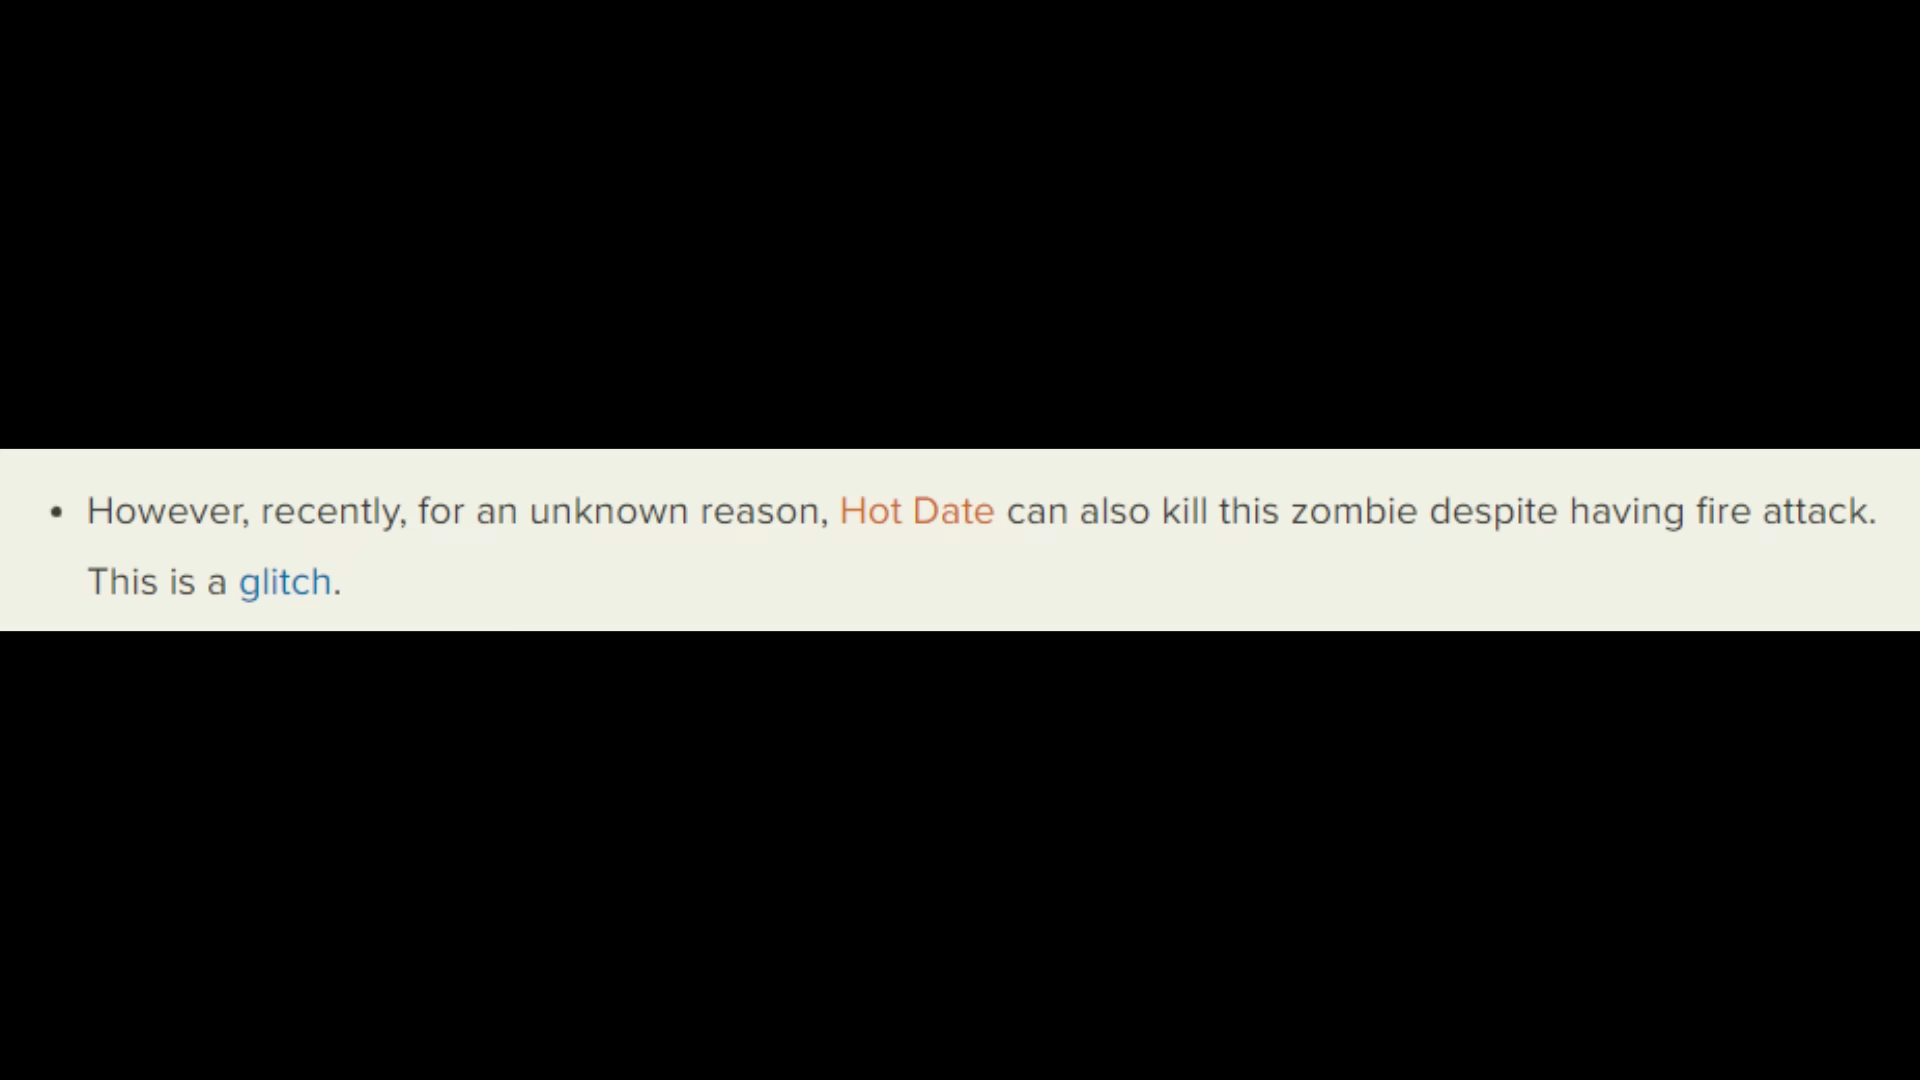 • However, recently, for an unknown reason, Hot Date can also kill this zombie despite having fire attack.
This is a glitch.